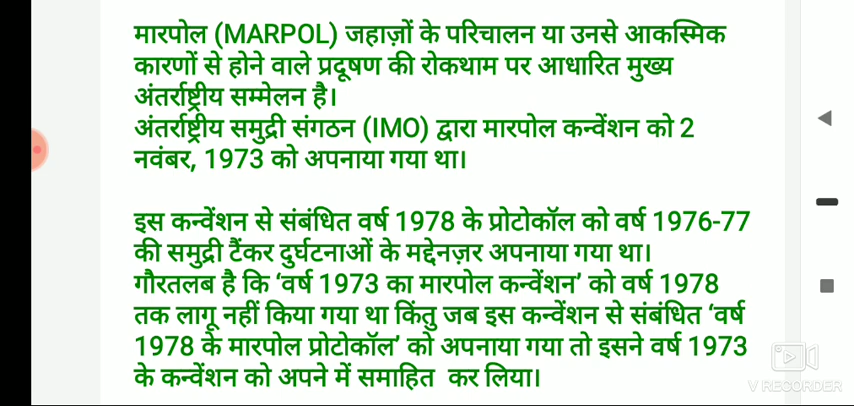 मारपोल (MARPOL) जहाज़ों के परिचालन या उनसे आकस्मिक
कारणों से होने वाले प्रदूषण की रोकथाम पर आधारित मुख्य
अंतर्राष्ट्रीय सम्मेलन है।
अंतर्राष्ट्रीय समुद्री संगठन (IMO) द्वारा मारपोल कन्वेंशन को 2
नवंबर, 1973 को अपनाया गया था।
इस कन्वेंशन से संबंधित वर्ष 1978 के प्रोटोकॉल को वर्ष 1976-77
की समुद्री टैंकर दुर्घटनाओं के मद्देनज़र अपनाया गया था।
गौरतलब है कि ‘वर्ष 1973 का मारपोल कन्वेंशन’ को वर्ष 1978
तक लागू नहीं किया गया था किंतु जब इस कन्वेंशन से संबंधित ‘वर्ष
1978 के मारपोल प्रोटोकॉल’ को अपनाया गया तो इसने वर्ष 1973
के कन्वेंशन को अपने में समाहित कर लिया।
V RECORDER